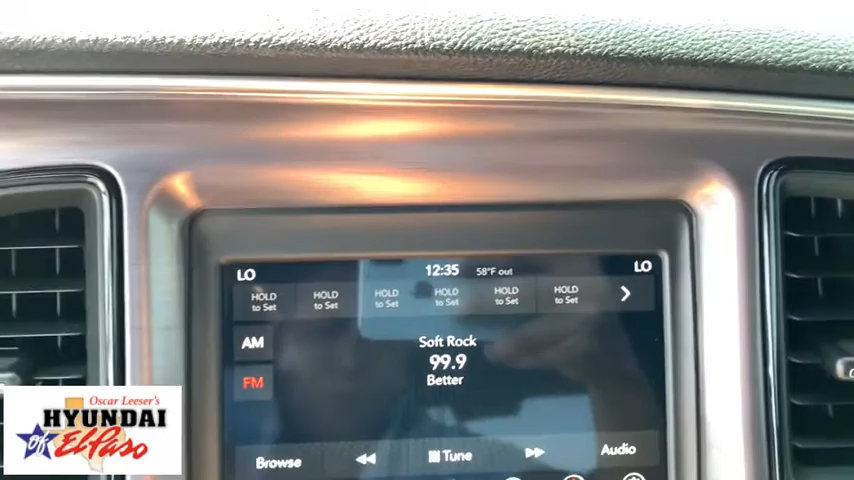 LO 12:35 58°F out LO
HOLD to Set HOLD to Set HOLD to Set HOLD to Set HOLD to Set HOLD to Set
AM
Soft Rock
99.9
FM
Better
Browse Tune Audio
Oscar Leeser's
HYUNDAI
of El Paso